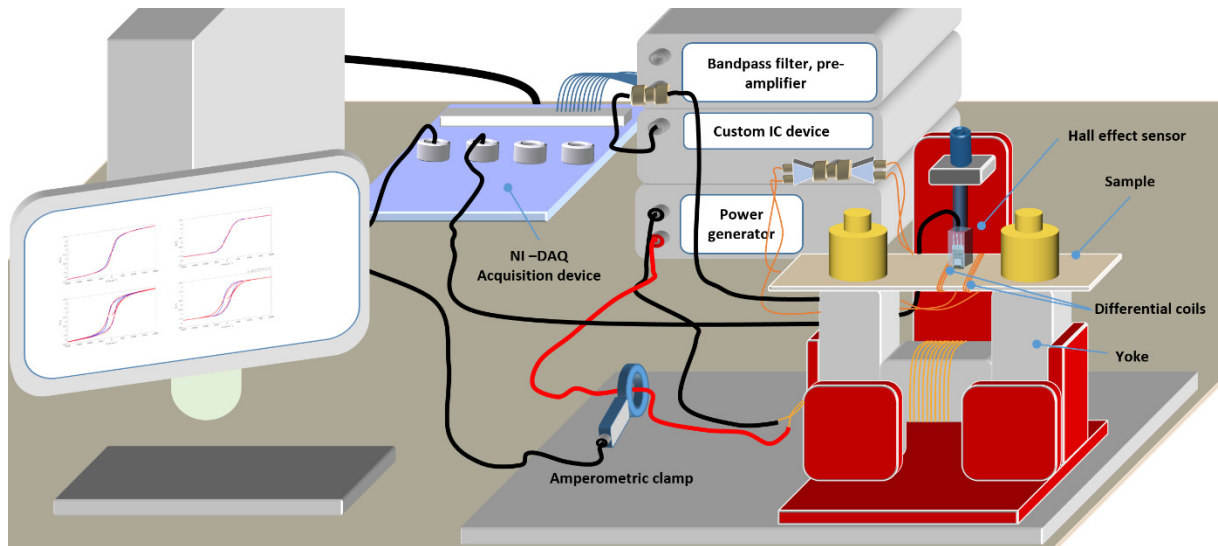 Bandpass filter, pre-
amplifier
Custom IC device
Hall effect sensor
Sample
Power
generator
NI –DAQ
Acquisition device
Differential coils
Yoke
Amperometric clamp